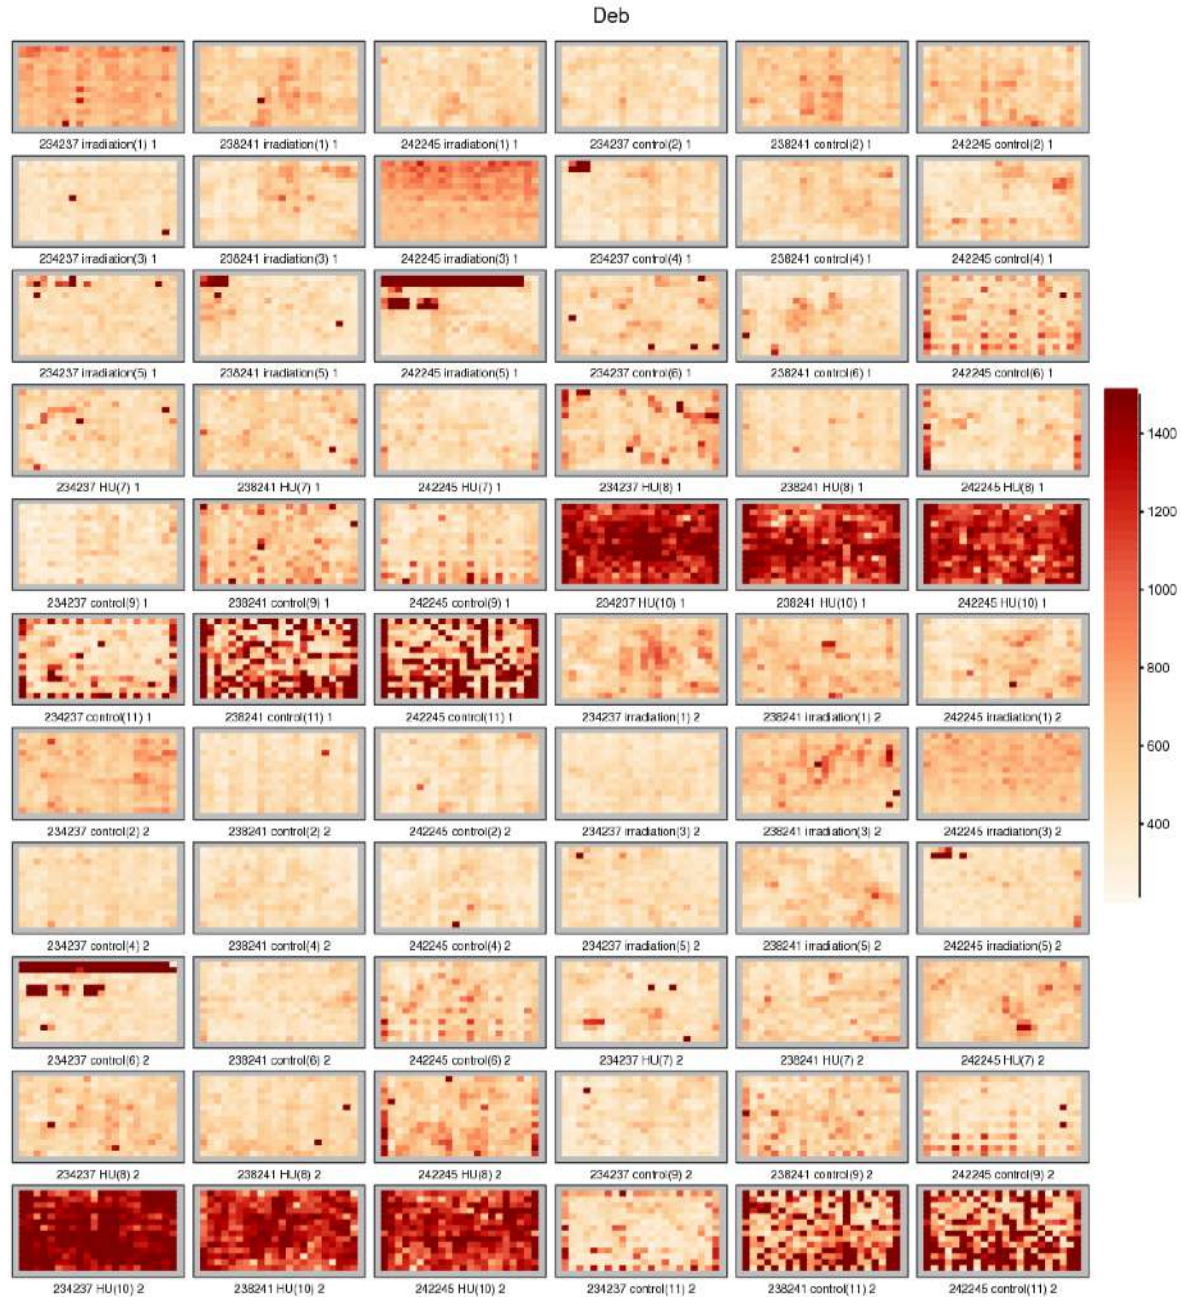 Deb
234237 irradiation(1) 1 238241 irradiation(1) 1 242245 irradiation(1) 1 234237 control(2) 1 238241 control(2) 1 242245 control(2) 1
234237 irradiation(3) 1 238241 irradiation(3) 1 242245 irradiation(3) 1 234237 control(4) 1 238241 control(4) 1 242245 control(4) 1
234237 irradiation(5) 1 238241 irradiation(5) 1 242245 irradiation(5) 1 234237 control(6) 1 238241 control(6) 1 242245 control(6) 1
234237 HU(7) 1 238241 HU(7) 1 242245 HU(7) 1 234237 HU(8) 1 238241 HU(8) 1 242245 HU(8) 1
1400
1200
1000
800
600
400
234237 control(9) 1 238241 control(9) 1 242245 control(9) 1 234237 HU(10) 1 238241 HU(10) 1 242245 HU(10) 1
234237 control(11) 1 238241 control(11) 1 242245 control(11) 1 234237 irradiation(1) 2 238241 irradiation(1) 2 242245 irradiation(1) 2
234237 control(2) 2 238241 control(2) 2 242245 control(2) 2 234237 irradiation(3) 2 238241 irradiation(3) 2 242245 irradiation(3) 2
234237 control(4) 2 238241 control(4) 2 242245 control(4) 2 234237 irradiation(5) 2 238241 irradiation(5) 2 242245 irradiation(5) 2
234237 control(6) 2 238241 control(6) 2 242245 control(6) 2 234237 HU(7) 2 238241 HU(7) 2 242245 HU(7) 2
234237 HU(8) 2 238241 HU(8) 2 242245 HU(8) 2 234237 control(9) 2 238241 control(9) 2 242245 control(9) 2
234237 HU(10) 2 238241 HU(10) 2 242245 HU(10) 2 234237 control(11) 2 238241 control(11) 2 242245 control(11) 2